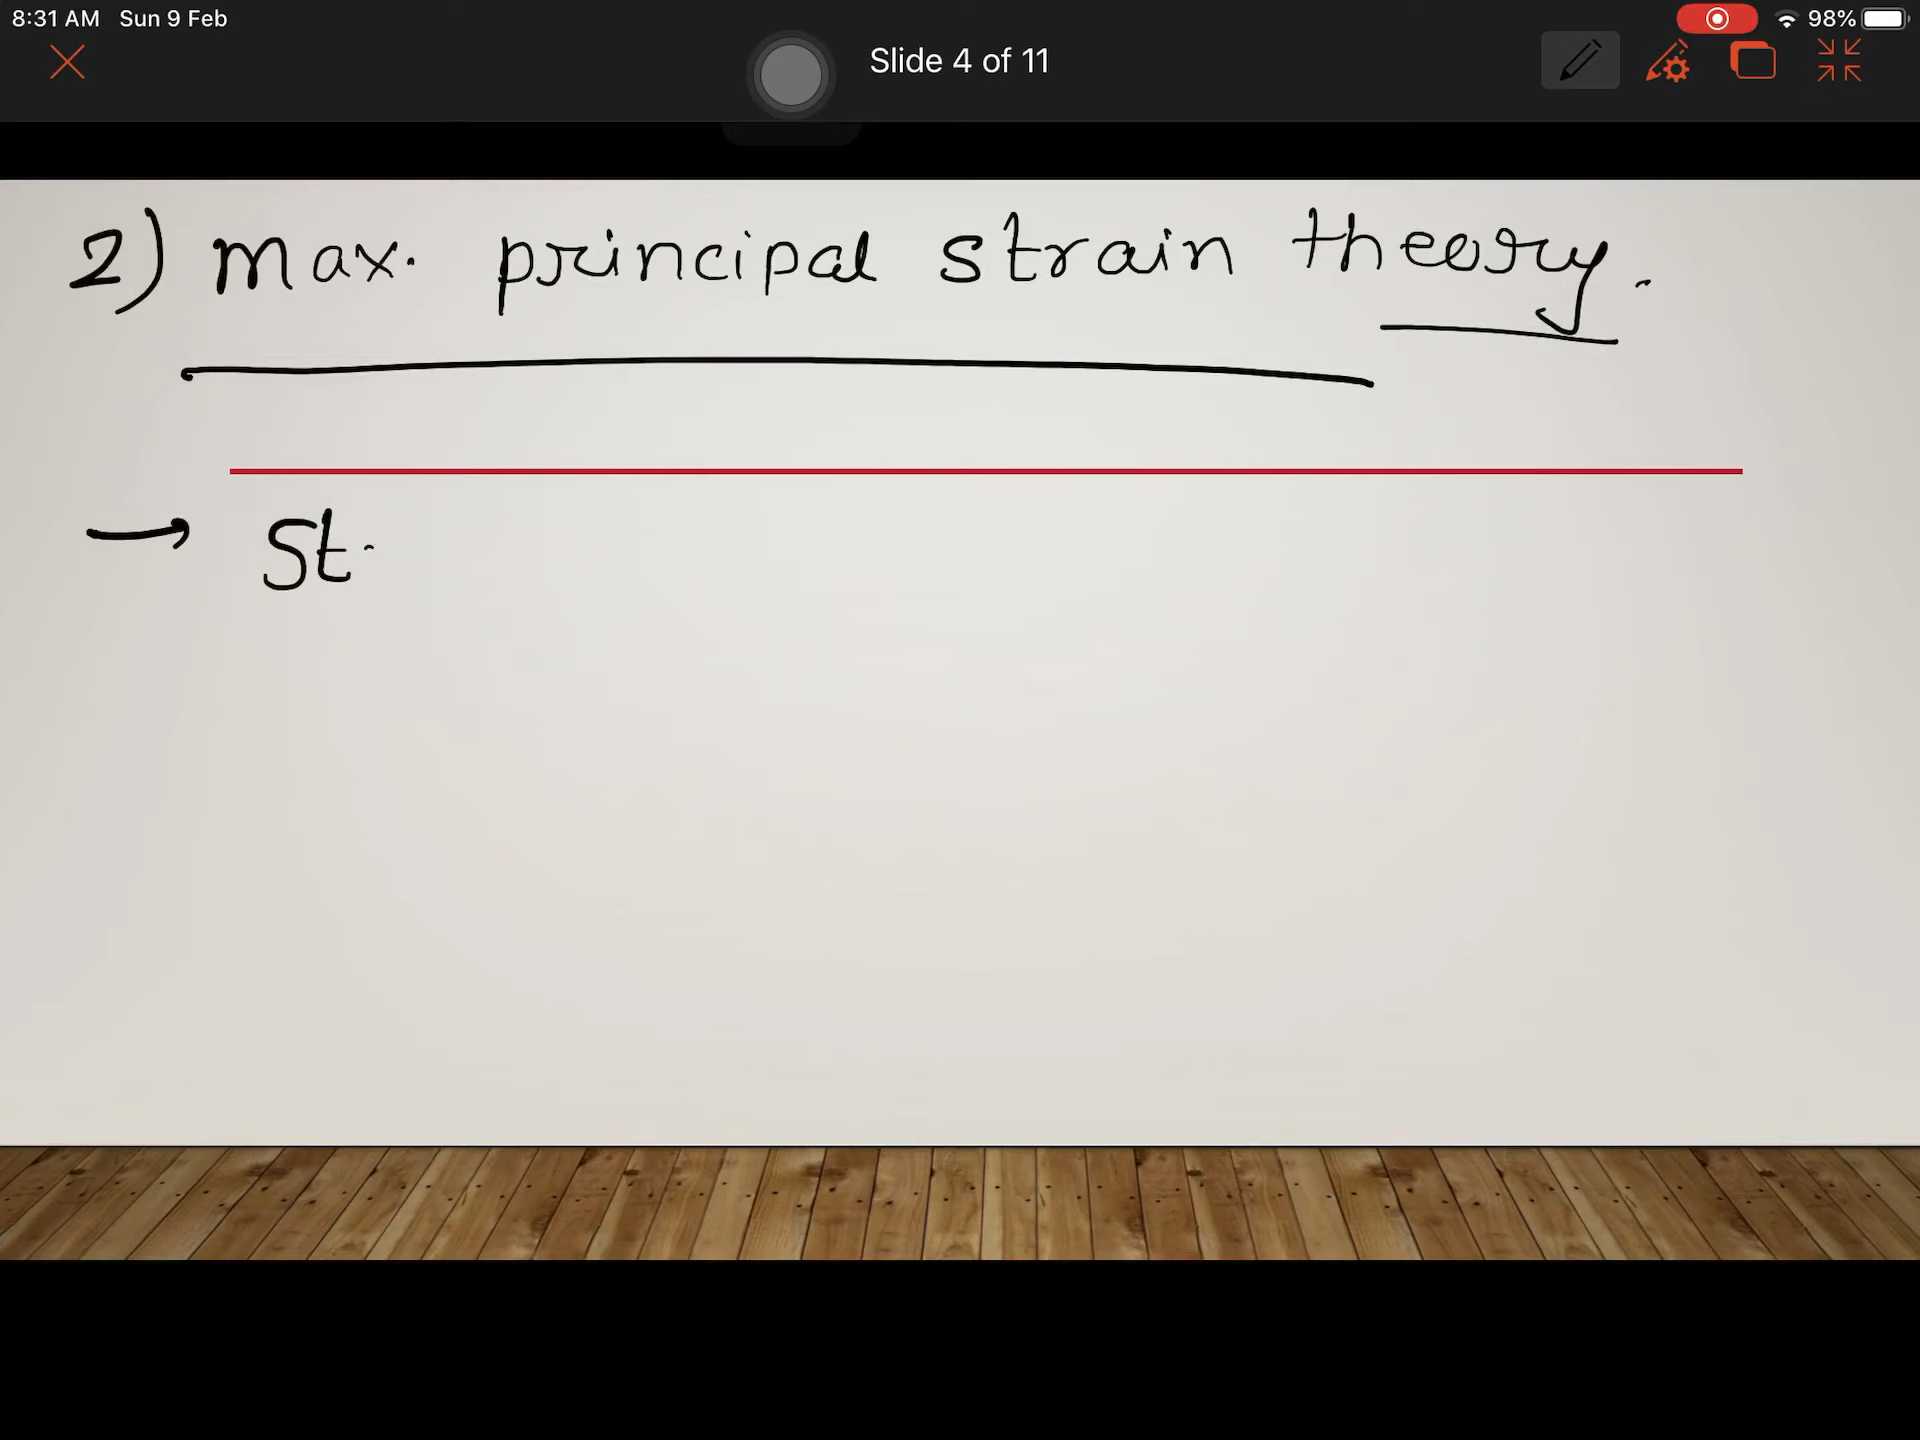 8:31 AM Sun 9 Feb
98%
Slide 4 of 11
2) max. principal strain theory.
→ St